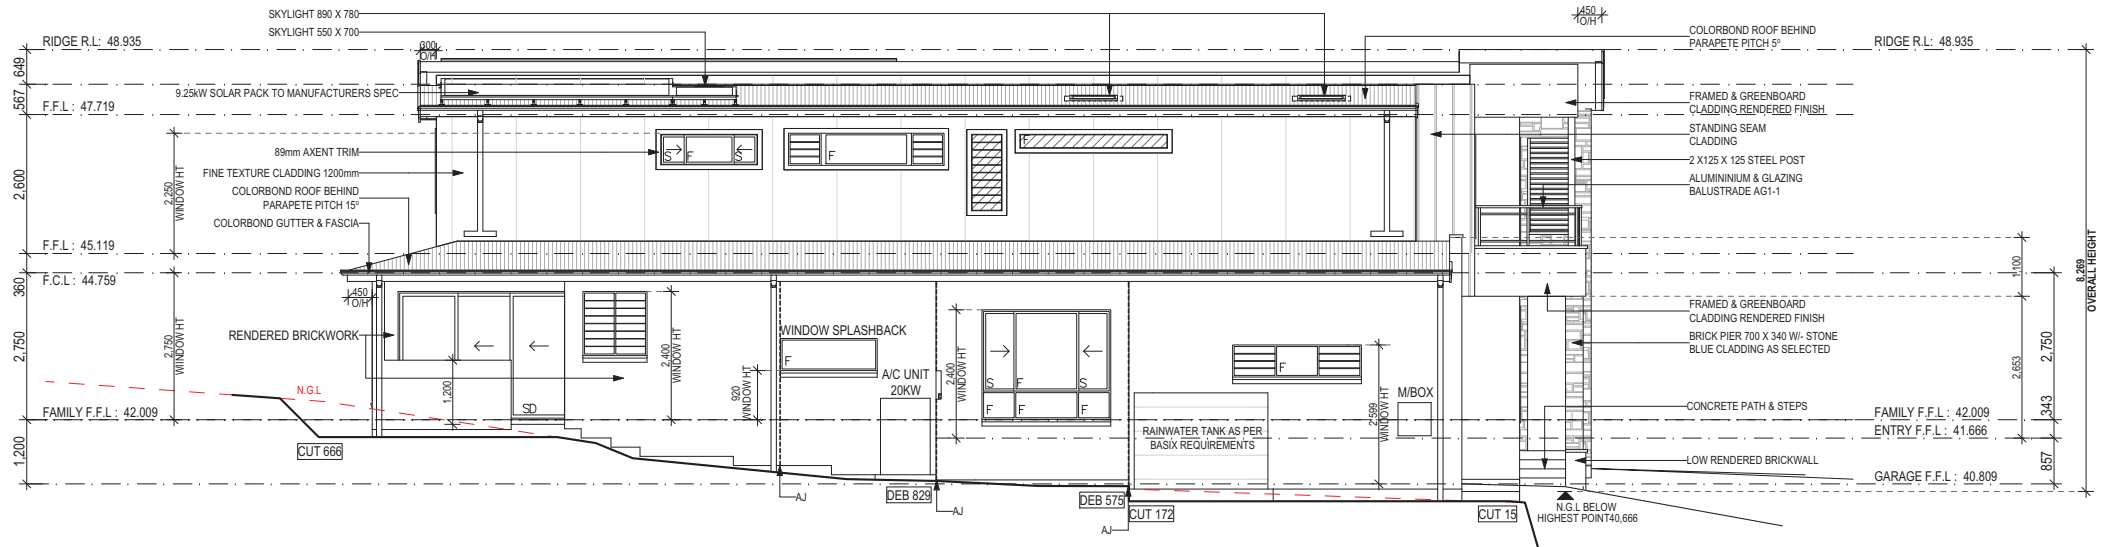 SKYLIGHT 890 X 780
SKYLIGHT 550 X 700
450
O/H
COLORBOND ROOF BEHIND
PARAPETE PITCH 5º
RIDGE R.L: 48.935
300
O/H
RIDGE R.L: 48.935
649
567
9.25kW SOLAR PACK TO MANUFACTURERS SPEC
F.F.L : 47.719
FRAMED & GREENBOARD
CLADDING RENDERED FINISH
STANDING SEAM
CLADDING
89mm AXENT TRIM
S
F
S
F
F
2 X125 X 125 STEEL POST
FINE TEXTURE CLADDING 1200mm
ALUMININIUM & GLAZING
BALUSTRADE AG1-1
2,600
2,250
WINDOW HT
COLORBOND ROOF BEHIND
PARAPETE PITCH 15º
COLORBOND GUTTER & FASCIA
F.F.L : 45.119
360
F.C.L : 44.759
1,100
8,269
OVERALL HEIGHT
450
O/H
FRAMED & GREENBOARD
CLADDING RENDERED FINISH
RENDERED BRICKWORK
WINDOW SPLASHBACK
BRICK PIER 700 X 340 W/- STONE
BLUE CLADDING AS SELECTED
2,750
2,750
WINDOW HT
2,400
WINDOW HT
F
A/C UNIT
20KW
920
WINDOW HT
2,400
WINDOW HT
S
F
S
F
F
F
F
2,599
WINDOW HT
M/BOX
2,653
2,750
N.G.L
1,200
SD
CONCRETE PATH & STEPS
343
FAMILY F.F.L : 42.009
FAMILY F.F.L : 42.009
RAINWATER TANK AS PER
BASIX REQUIREMENTS
ENTRY F.F.L : 41.666
CUT 666
1,200
LOW RENDERED BRICKWALL
857
GARAGE F.F.L : 40.809
AJ
DEB 829
AJ
DEB 575
AJ
CUT 172
CUT 15
N.G.L BELOW
HIGHEST POINT40,666